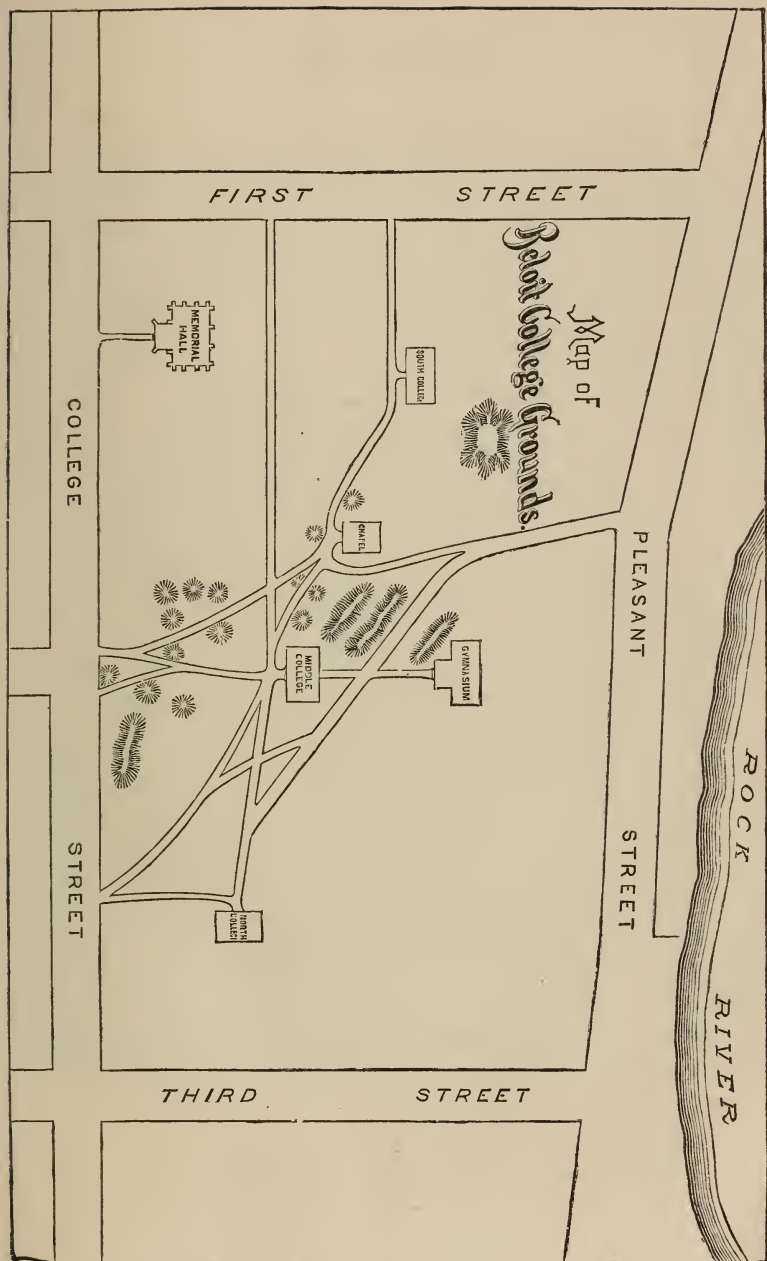 Map of
Beloit College Grounds.
FIRST STREET
MEMORIAL
HALL
SOUTH COLLEGE
CHAPEL
MIDDLE
COLLEGE
GYMNASIUM
NORTH
COLLEGE
COLLEGE STREET
PLEASANT STREET
ROCK RIVER
THIRD STREET